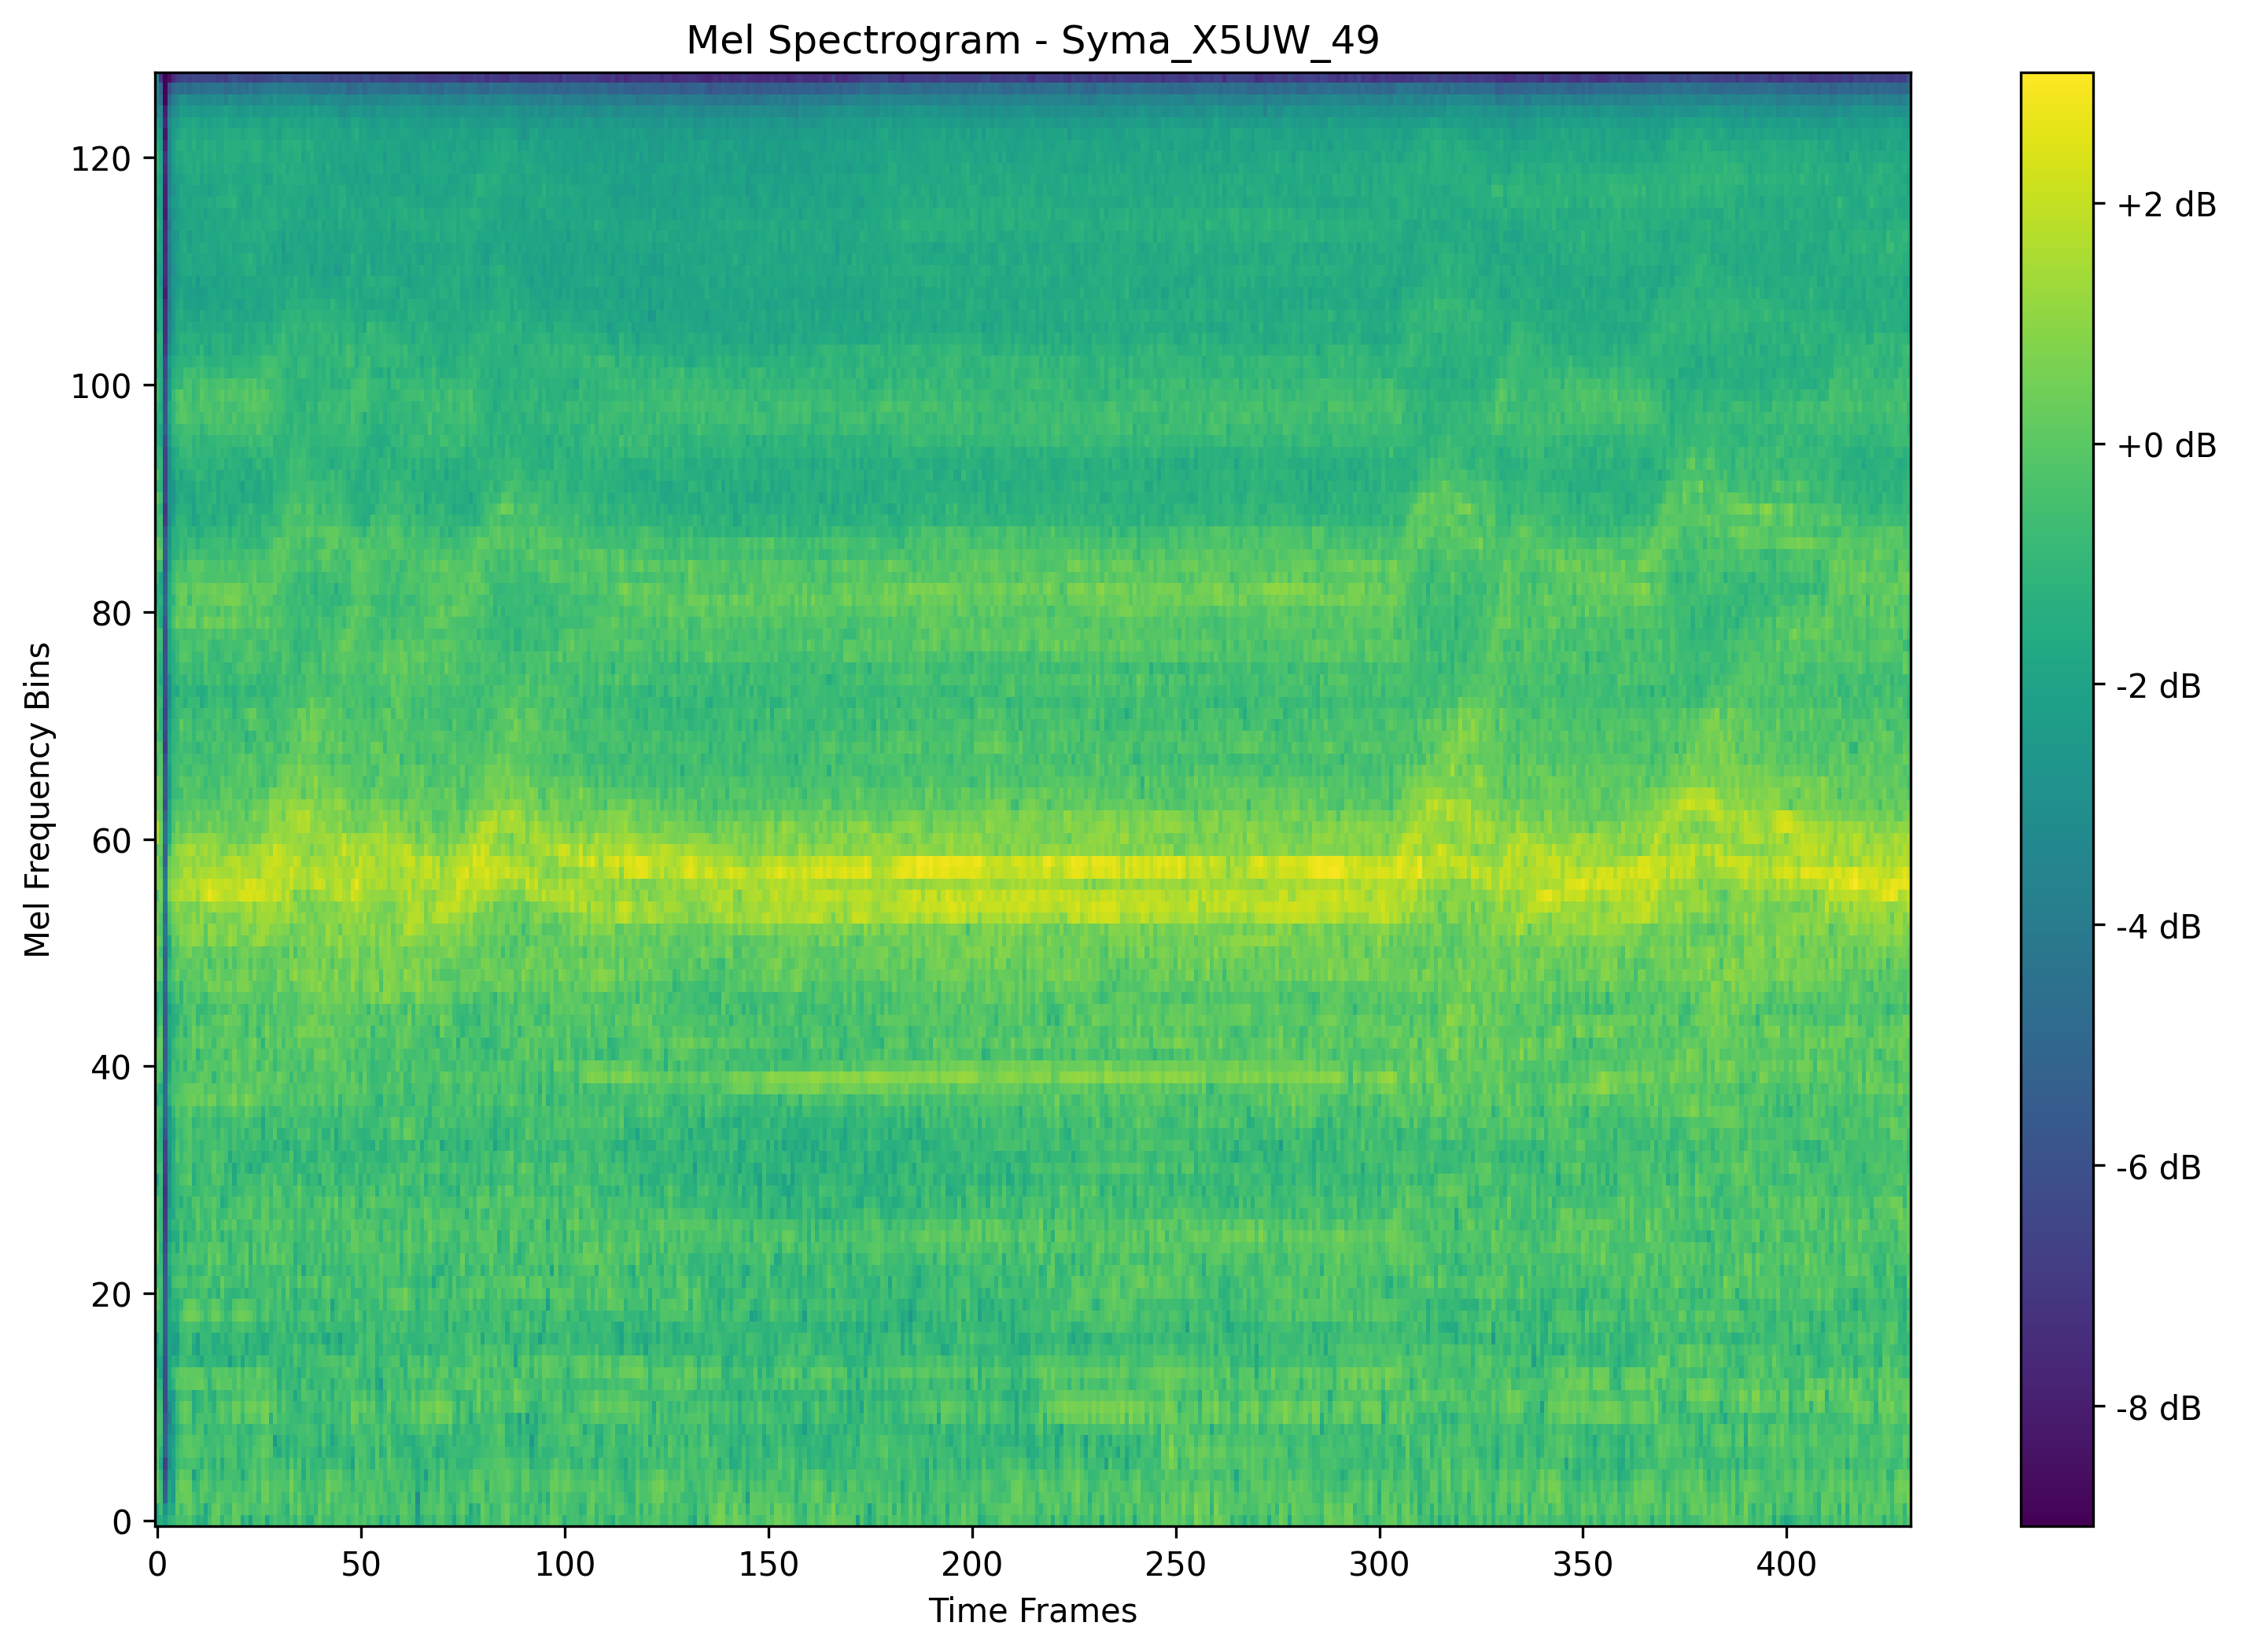 Mel Spectrogram - Syma_X5UW_49
Mel Frequency Bins
120
100
80
60
40
20
0
0 50 100 150 200 250 300 350 400
Time Frames
+2 dB
+0 dB
-2 dB
-4 dB
-6 dB
-8 dB